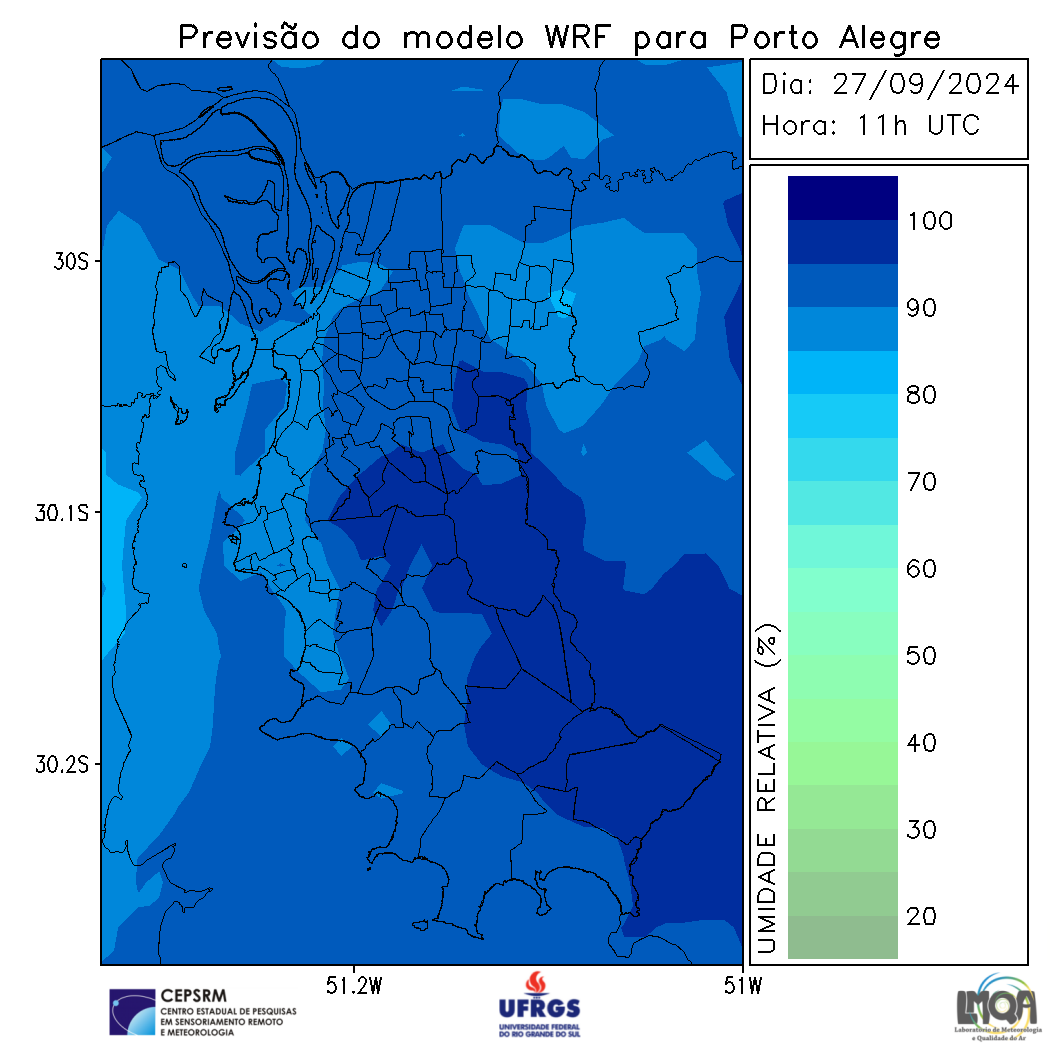 Previsão do modelo WRF para Porto Alegre
Dia: 27/09/2024
Hora: 11h UTC
30S
30.1S
30.2S
51.2W
51W
UMIDADE RELATIVA (%)
100
90
80
70
60
50
40
30
20
CEPSRM
CENTRO ESTADUAL DE PESQUISAS
EM SENSORIAMENTO REMOTO
E METEOROLOGIA
UFRGS
UNIVERSIDADE FEDERAL
DO RIO GRANDE DO SUL
LMQA
Laboratório de Meteorologia
e Qualidade do Ar